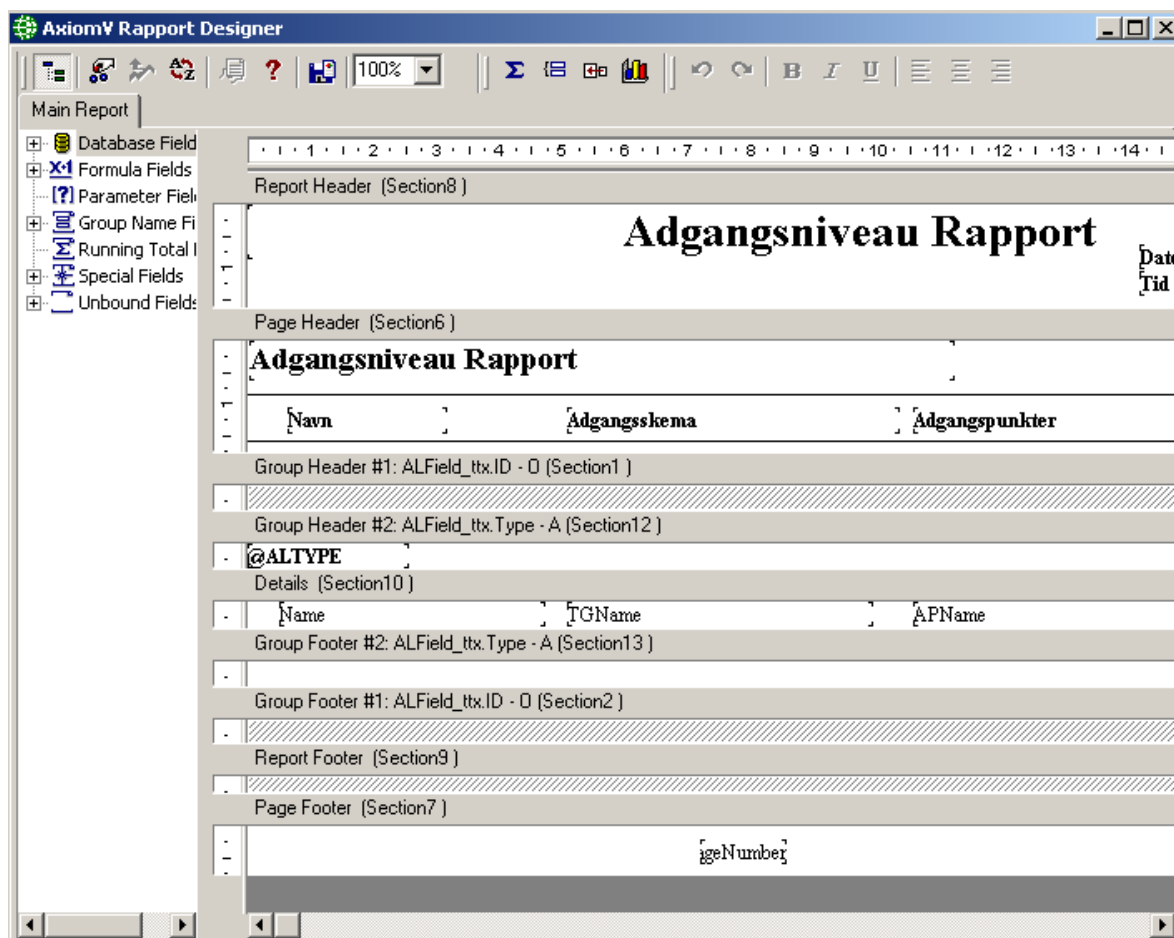 AxiomV Rapport Designer
100%
Main Report
Database Field
Formula Fields
Parameter Fiel
Group Name Fi
Running Total
Special Fields
Unbound Fields
1 2 3 4 5 6 7 8 9 10 11 12 13 14
Report Header (Section8 )
Adgangsniveau Rapport
Date
Tid
Page Header (Section6 )
Adgangsniveau Rapport
Navn Adgangsskema Adgangspunkter
Group Header #1: ALField_ttx.ID - O (Section1 )
Group Header #2: ALField_ttx.Type - A (Section12 )
@ALTYPE
Details (Section10 )
Name TGName APName
Group Footer #2: ALField_ttx.Type - A (Section13 )
Group Footer #1: ALField_ttx.ID - O (Section2 )
Report Footer (Section9 )
Page Footer (Section7 )
geNumber